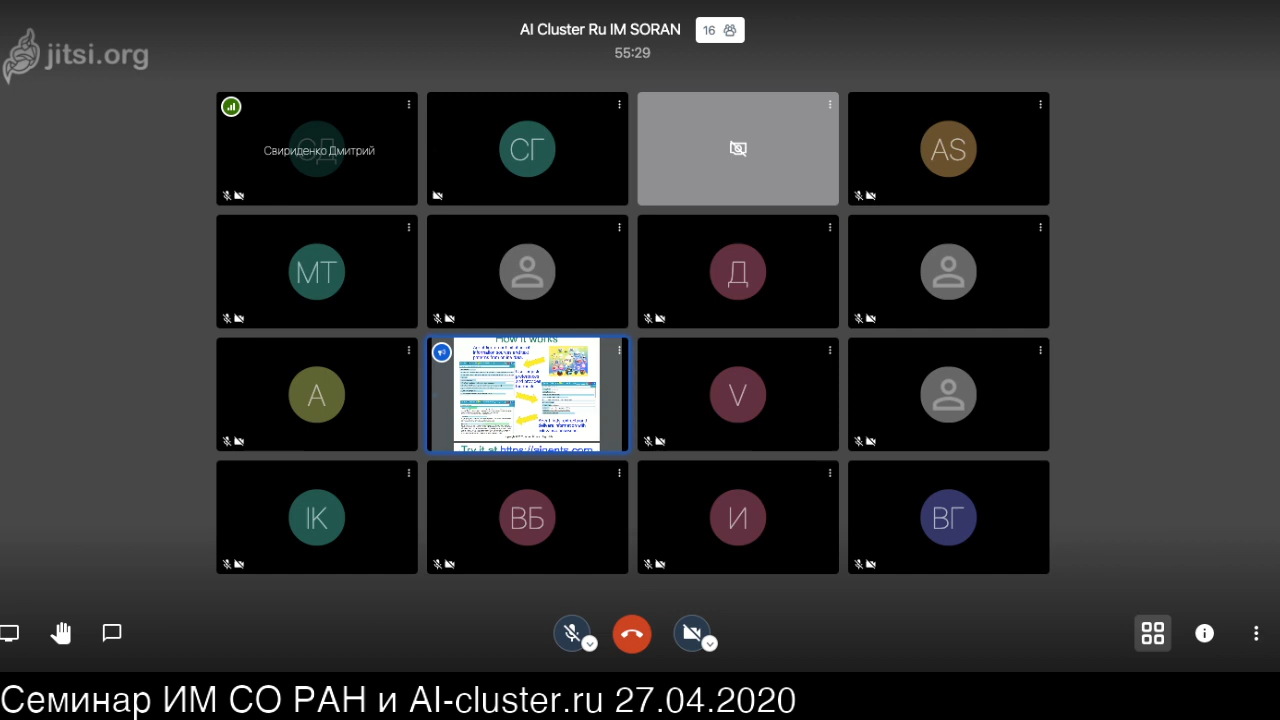 AI Cluster Ru IM SORAN 16
55:29
jitsi.org
Свириденко Дмитрий
СГ
AS
МТ
Д
A
How it works
Try it at https://aigents.com
V
IK
ВБ
И
ВГ
Семинар ИМ СО РАН и AI-cluster.ru 27.04.2020